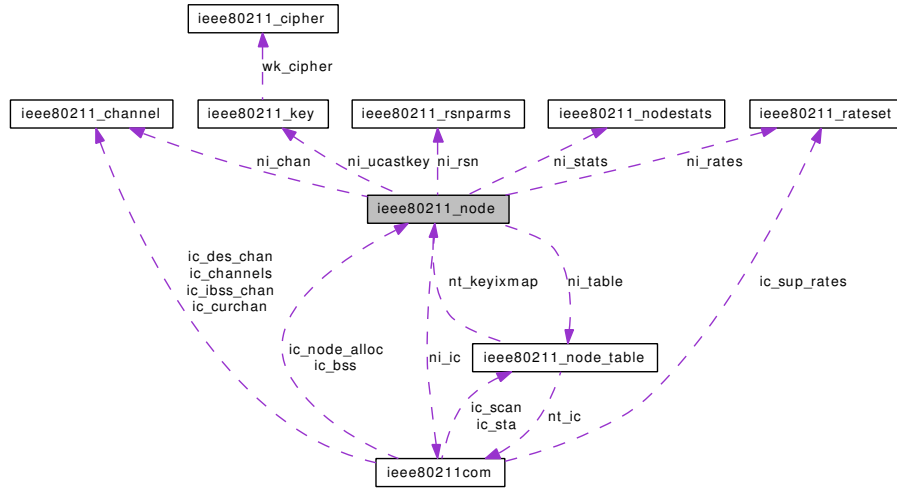 ieee80211_cipher
wk_cipher
ieee80211_channel
ieee80211_key
ieee80211_rsnparms
ieee80211_nodestats
ieee80211_rateset
ni_chan
ni_ucastkey
ni_rsn
ni_stats
ni_rates
ieee80211_node
ic_des_chan
ic_channels
ic_ibss_chan
ic_curchan
nt_keyixmap
ni_table
ic_sup_rates
ic_node_alloc
ic_bss
ni_ic
ieee80211_node_table
ic_scan
ic_sta
nt_ic
ieee80211com